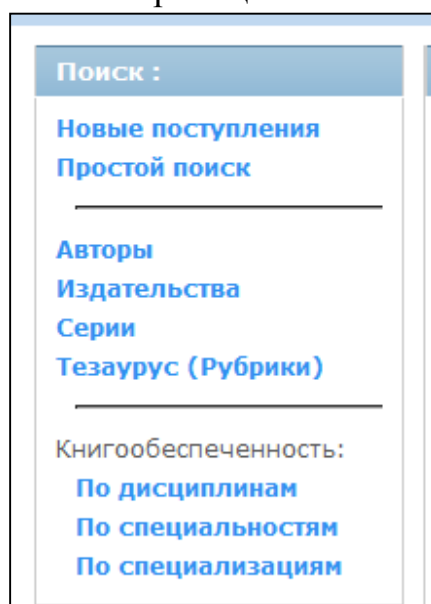 Поиск :
Новые поступления
Простой поиск
Авторы
Издательства
Серии
Тезаурус (Рубрики)
Книгообеспеченность:
По дисциплинам
По специальностям
По специализациям